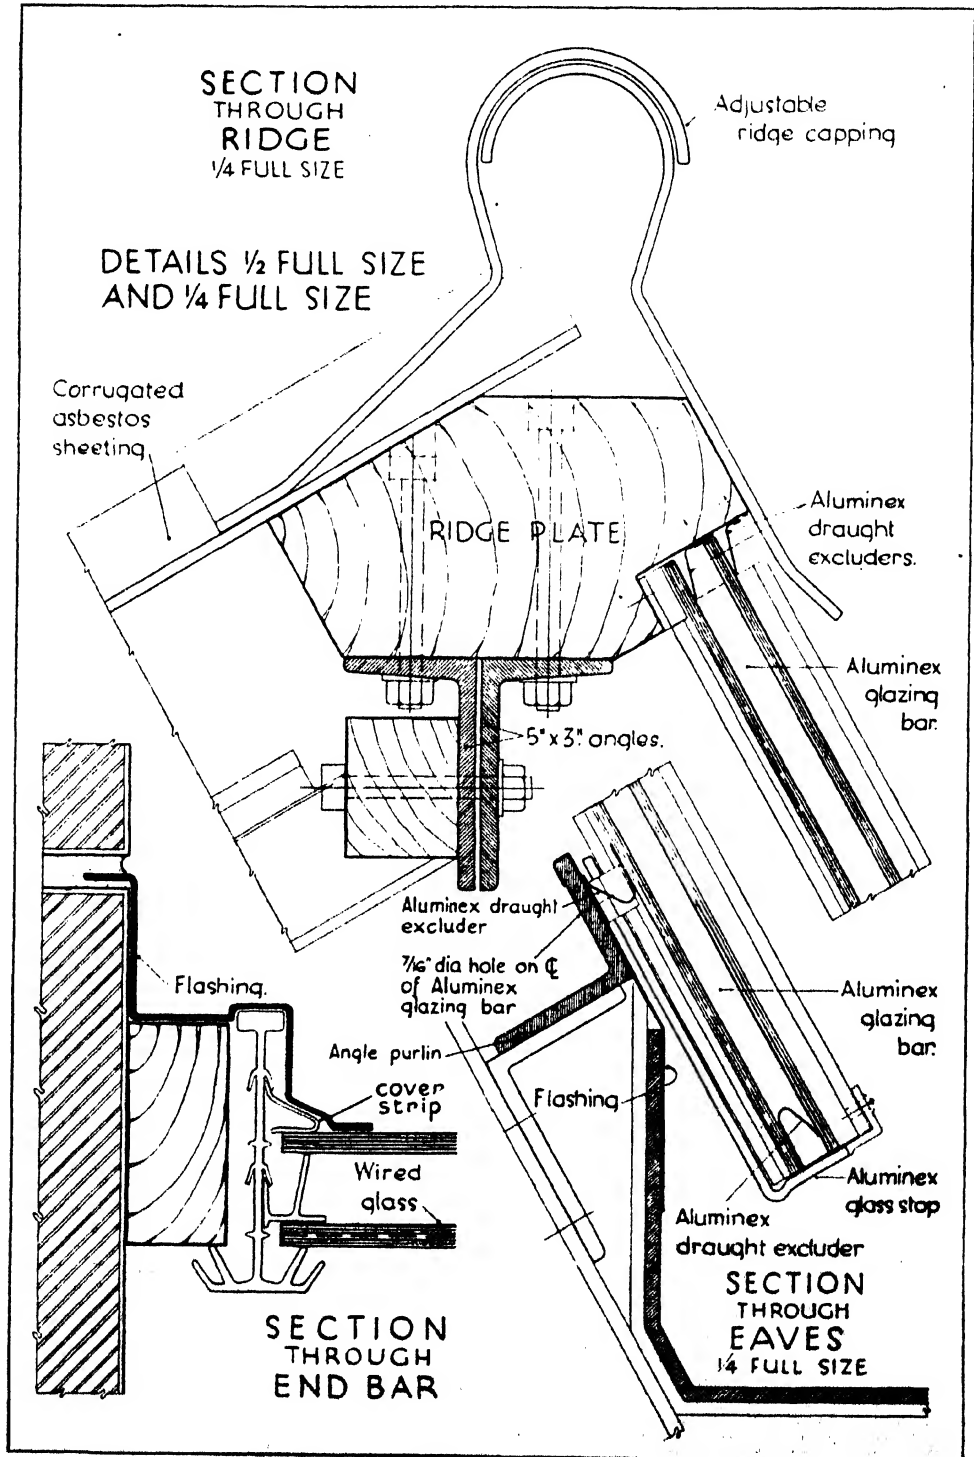 SECTION
THROUGH
RIDGE
1/4 FULL SIZE
Adjustable
ridge capping
DETAILS 1/2 FULL SIZE
AND 1/4 FULL SIZE
Corrugated
asbestos
sheeting
RIDGE PLATE
Aluminex
draught
excluders.
Aluminex
glazing
bar.
5" x 3" angles.
Aluminex draught
excluder
7/16" dia hole on ℄
of Aluminex
glazing bar
Flashing.
Angle purlin
cover
strip
Flashing
Wired
glass
Aluminex
glazing
bar.
Aluminex
glass stop
Aluminex
draught excluder
SECTION
THROUGH
END BAR
SECTION
THROUGH
EAVES
1/4 FULL SIZE